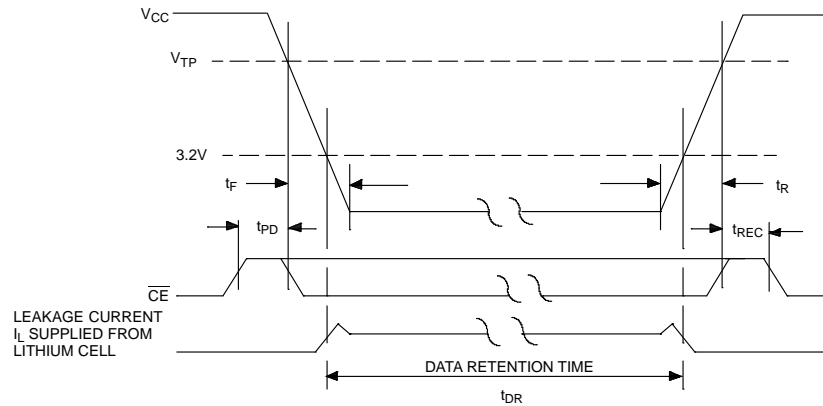 VCC
VTP
3.2V
tF
tR
tPD
tREC
CE
LEAKAGE CURRENT
IL SUPPLIED FROM
LITHIUM CELL
DATA RETENTION TIME
tDR